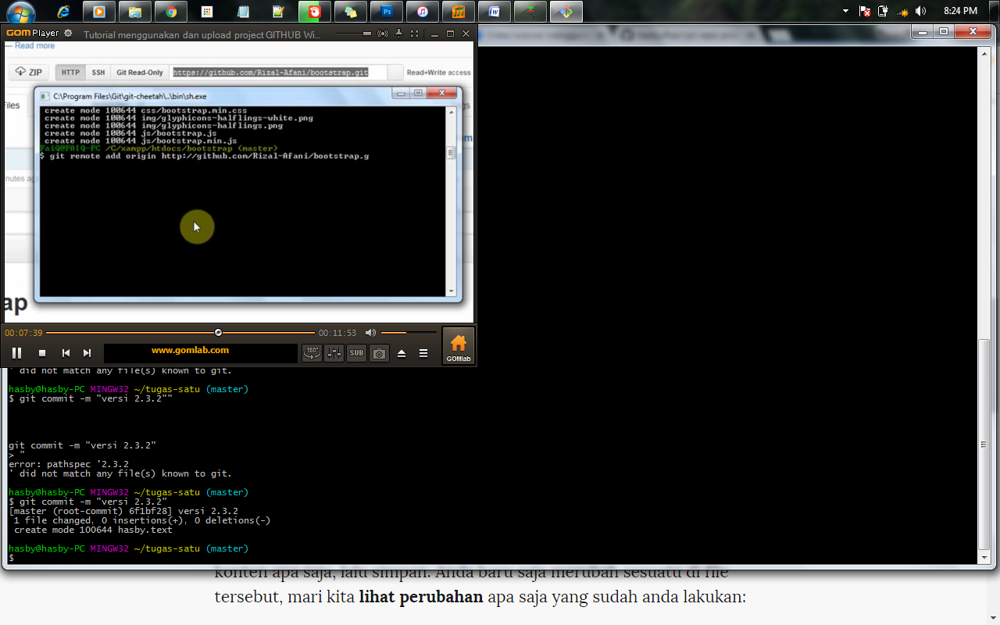 8:24 PM
GOM Player Tutorial menggunakan dan upload project GITHUB Wi...
— Read more
ZIP HTTP SSH Git Read-Only https://github.com/Rizal-Afani/bootstrap.git Read+Write access
Files
C:\Program Files\Git\git-cheetah\..\bin\sh.exe
create mode 100644 css/bootstrap.min.css
create mode 100644 img/glyphicons-halflings-white.png
create mode 100644 img/glyphicons-halflings.png
create mode 100644 js/bootstrap.js
create mode 100644 js/bootstrap.min.js
FaiQ@FAIQ-PC /C/xampp/htdocs/bootstrap (master)
$ git remote add origin http://github.com/Rizal-Afani/bootstrap.g
nutes ag
ap
00:07:39 00:11:53
www.gomlab.com 360° SUB GOMlab
' did not match any file(s) known to git.
hasby@hasby-PC MINGW32 ~/tugas-satu (master)
$ git commit -m "versi 2.3.2""
git commit -m "versi 2.3.2"
> "
error: pathspec '2.3.2
' did not match any file(s) known to git.
hasby@hasby-PC MINGW32 ~/tugas-satu (master)
$ git commit -m "versi 2.3.2"
[master (root-commit) 6f1bf28] versi 2.3.2
1 file changed, 0 insertions(+), 0 deletions(-)
create mode 100644 hasby.text
hasby@hasby-PC MINGW32 ~/tugas-satu (master)
$
konten apa saja, lalu simpan. Anda baru saja merubah sesuatu di file
tersebut, mari kita lihat perubahan apa saja yang sudah anda lakukan: